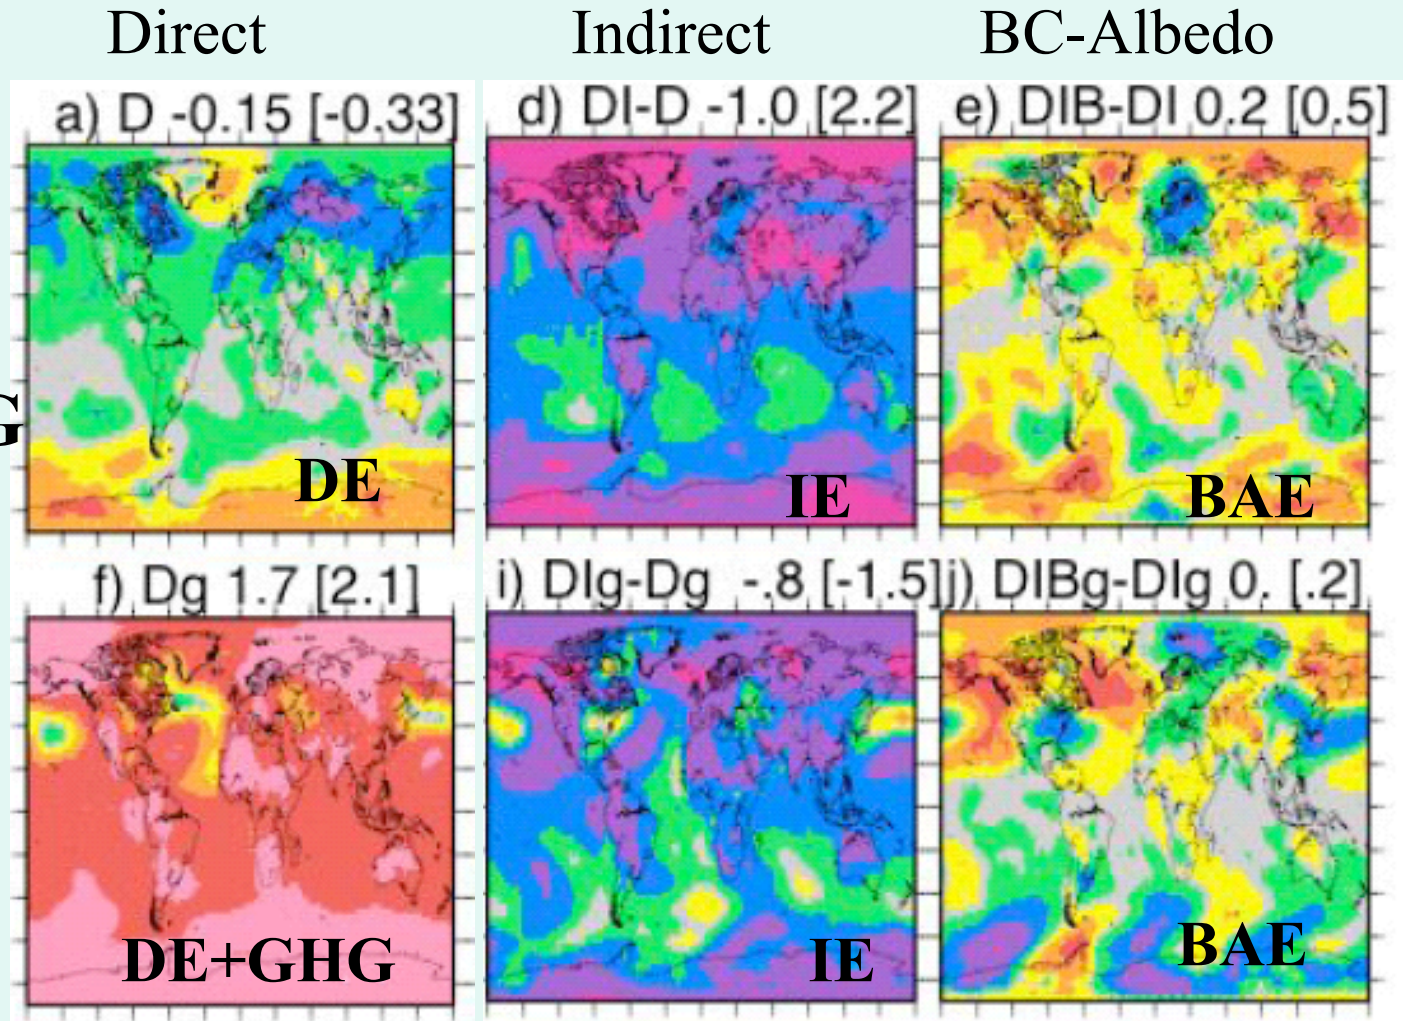 Direct Indirect BC-Albedo
a) D -0.15 [-0.33] d) DI-D -1.0 [2.2] e) DIB-DI 0.2 [0.5]
G
DE IE BAE
f) Dg 1.7 [2.1] i) DIg-Dg -.8 [-1.5] j) DIBg-DIg 0. [.2]
DE+GHG IE BAE